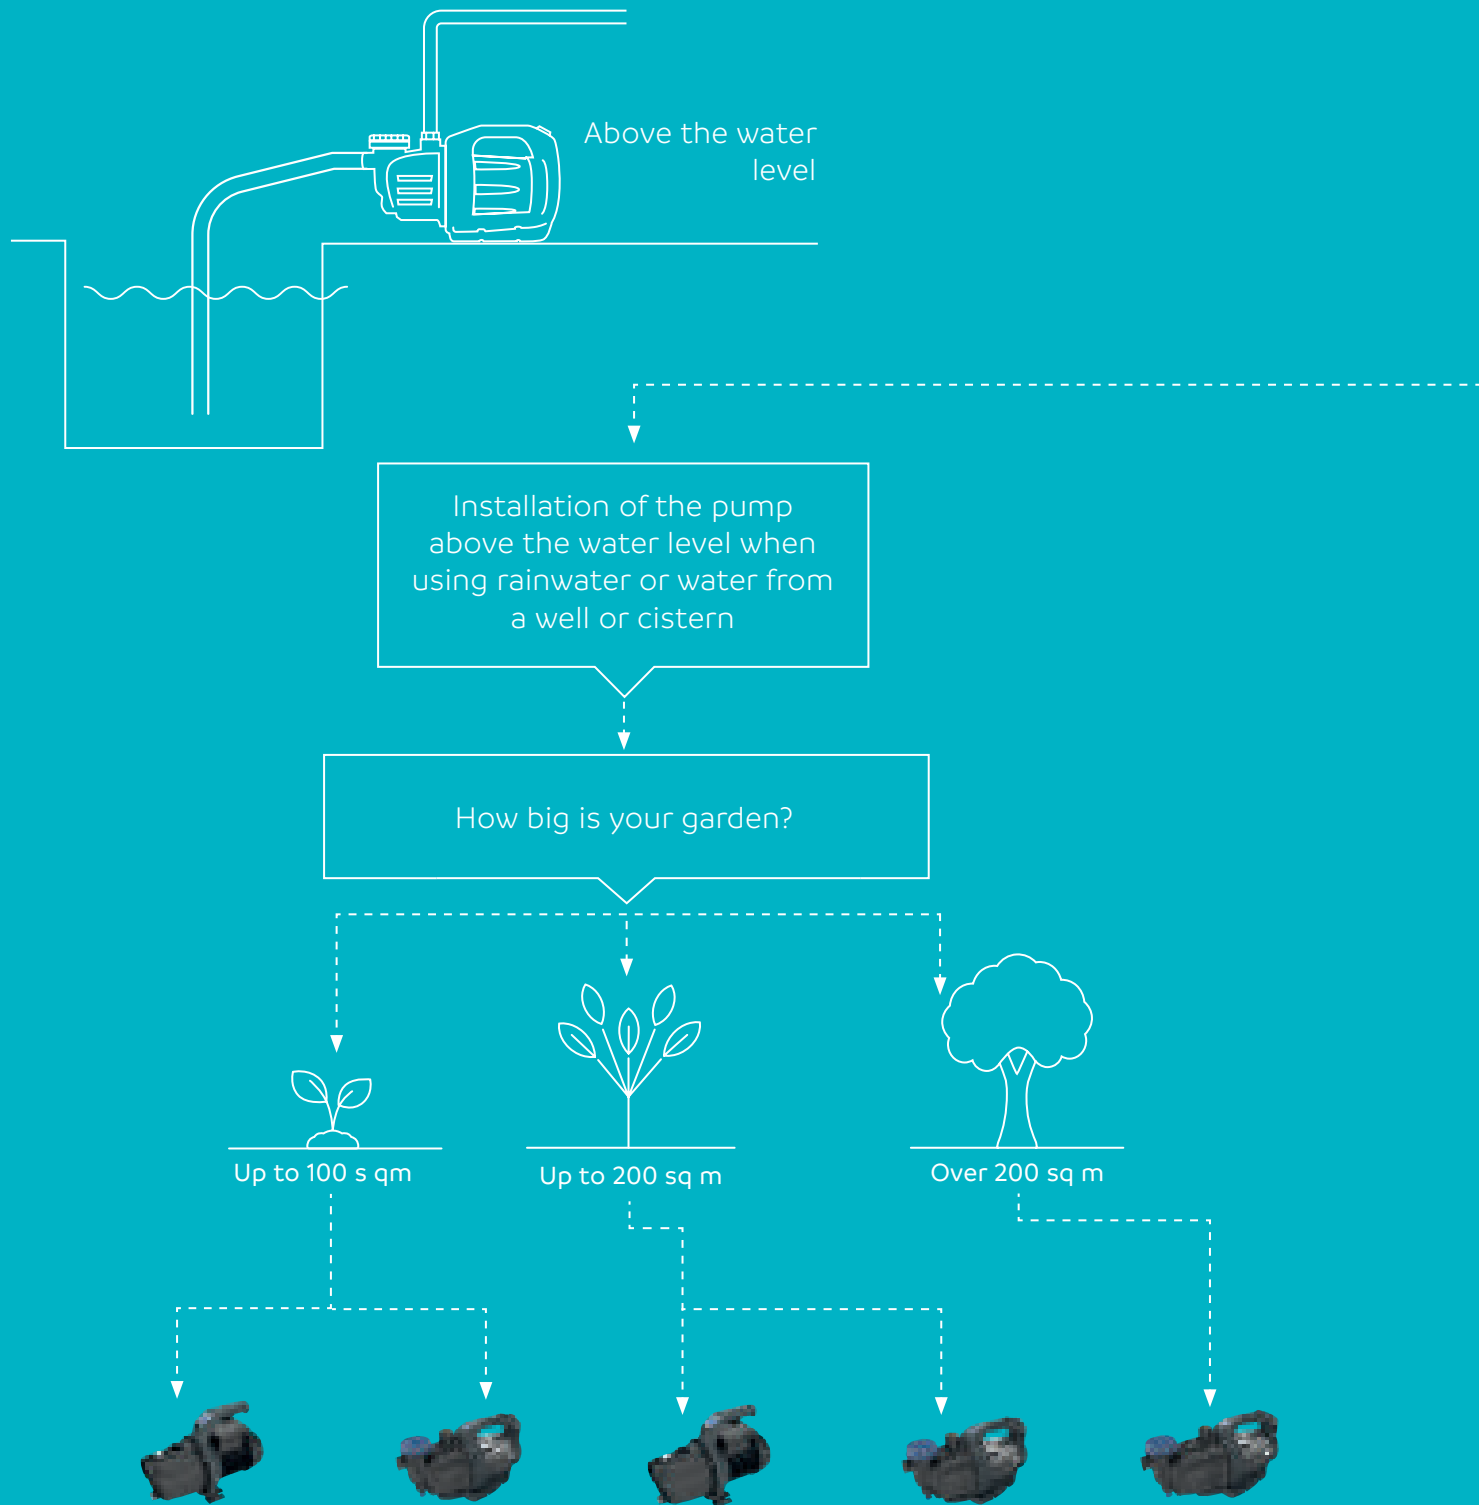 Above the water
level
Installation of the pump
above the water level when
using rainwater or water from
a well or cistern
How big is your garden?
Up to 100 s qm
Up to 200 sq m
Over 200 sq m